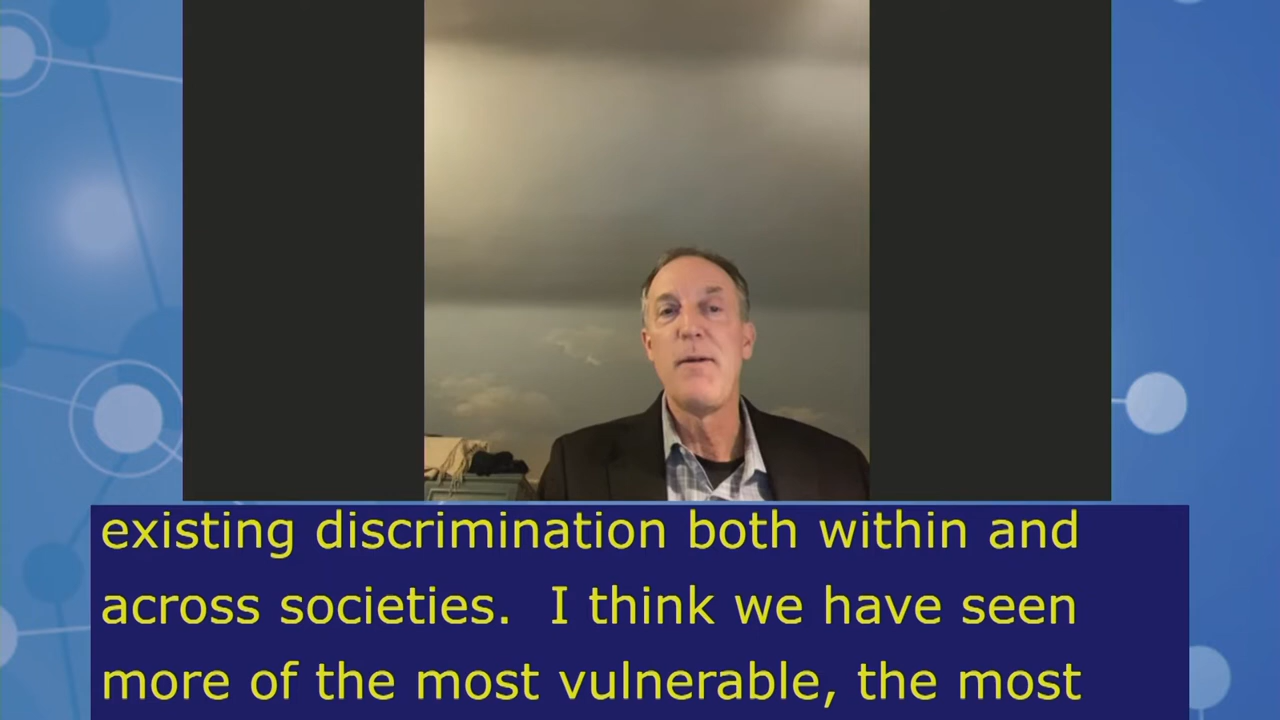 existing discrimination both within and
across societies.  I think we have seen
more of the most vulnerable, the most